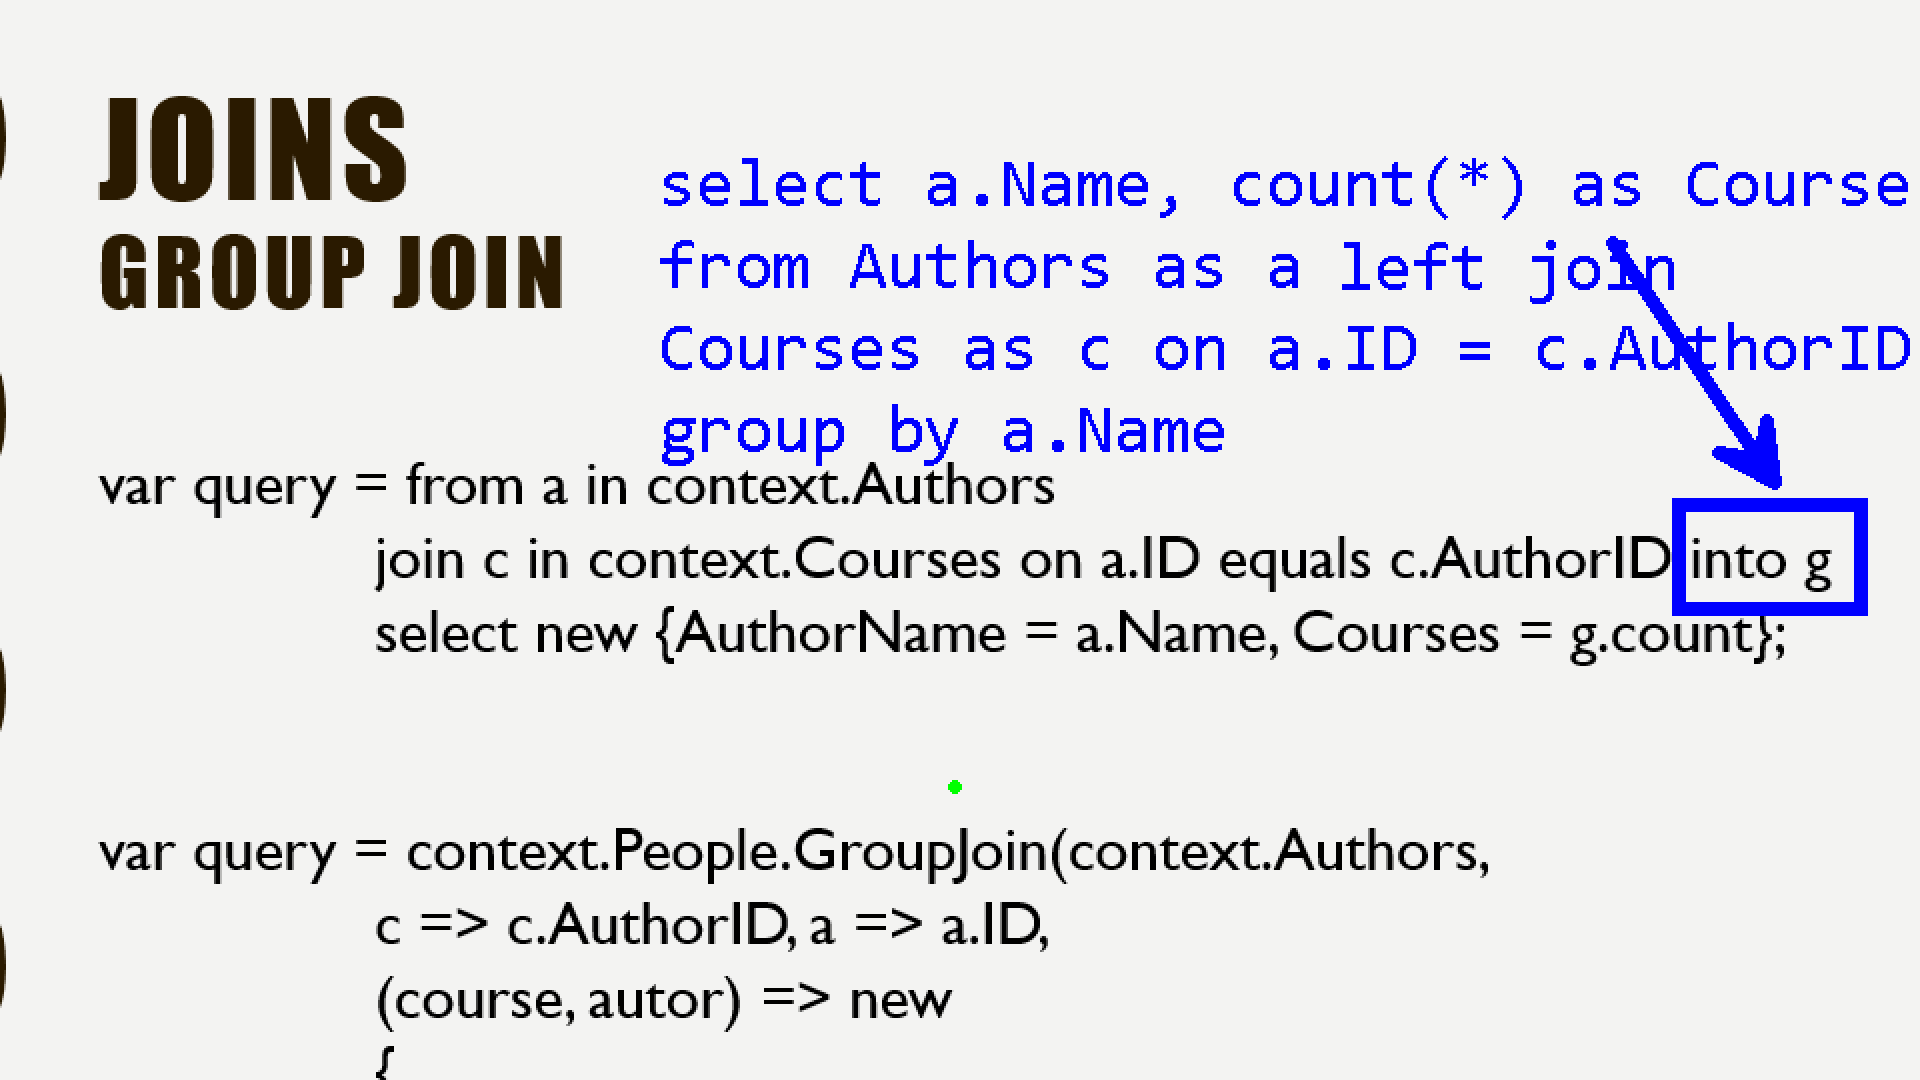 JOINS
GROUP JOIN
select a.Name, count(*) as Course
from Authors as a left join
Courses as c on a.ID = c.AuthorID
group by a.Name
var query = from a in context.Authors
join c in context.Courses on a.ID equals c.AuthorID into g
select new {AuthorName = a.Name, Courses = g.count};
var query = context.People.GroupJoin(context.Authors,
c => c.AuthorID, a => a.ID,
(course, autor) => new
{